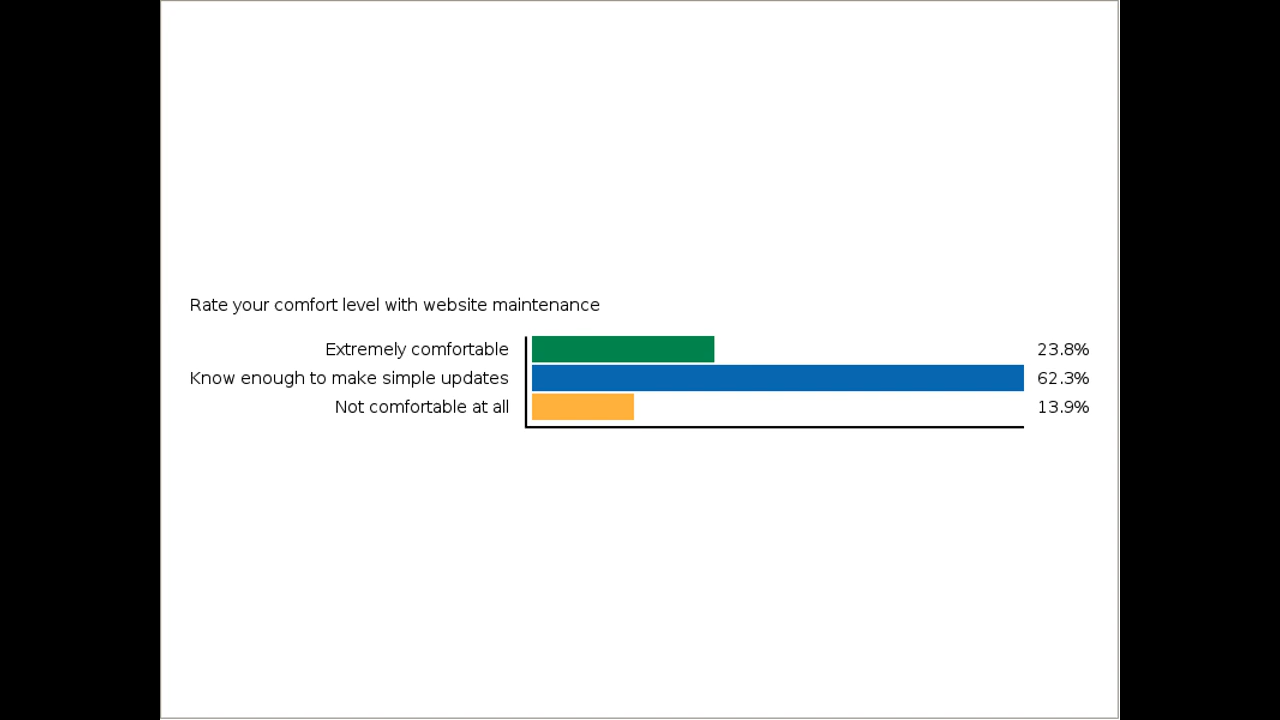 Rate your comfort level with website maintenance
Extremely comfortable 23.8%
Know enough to make simple updates 62.3%
Not comfortable at all 13.9%